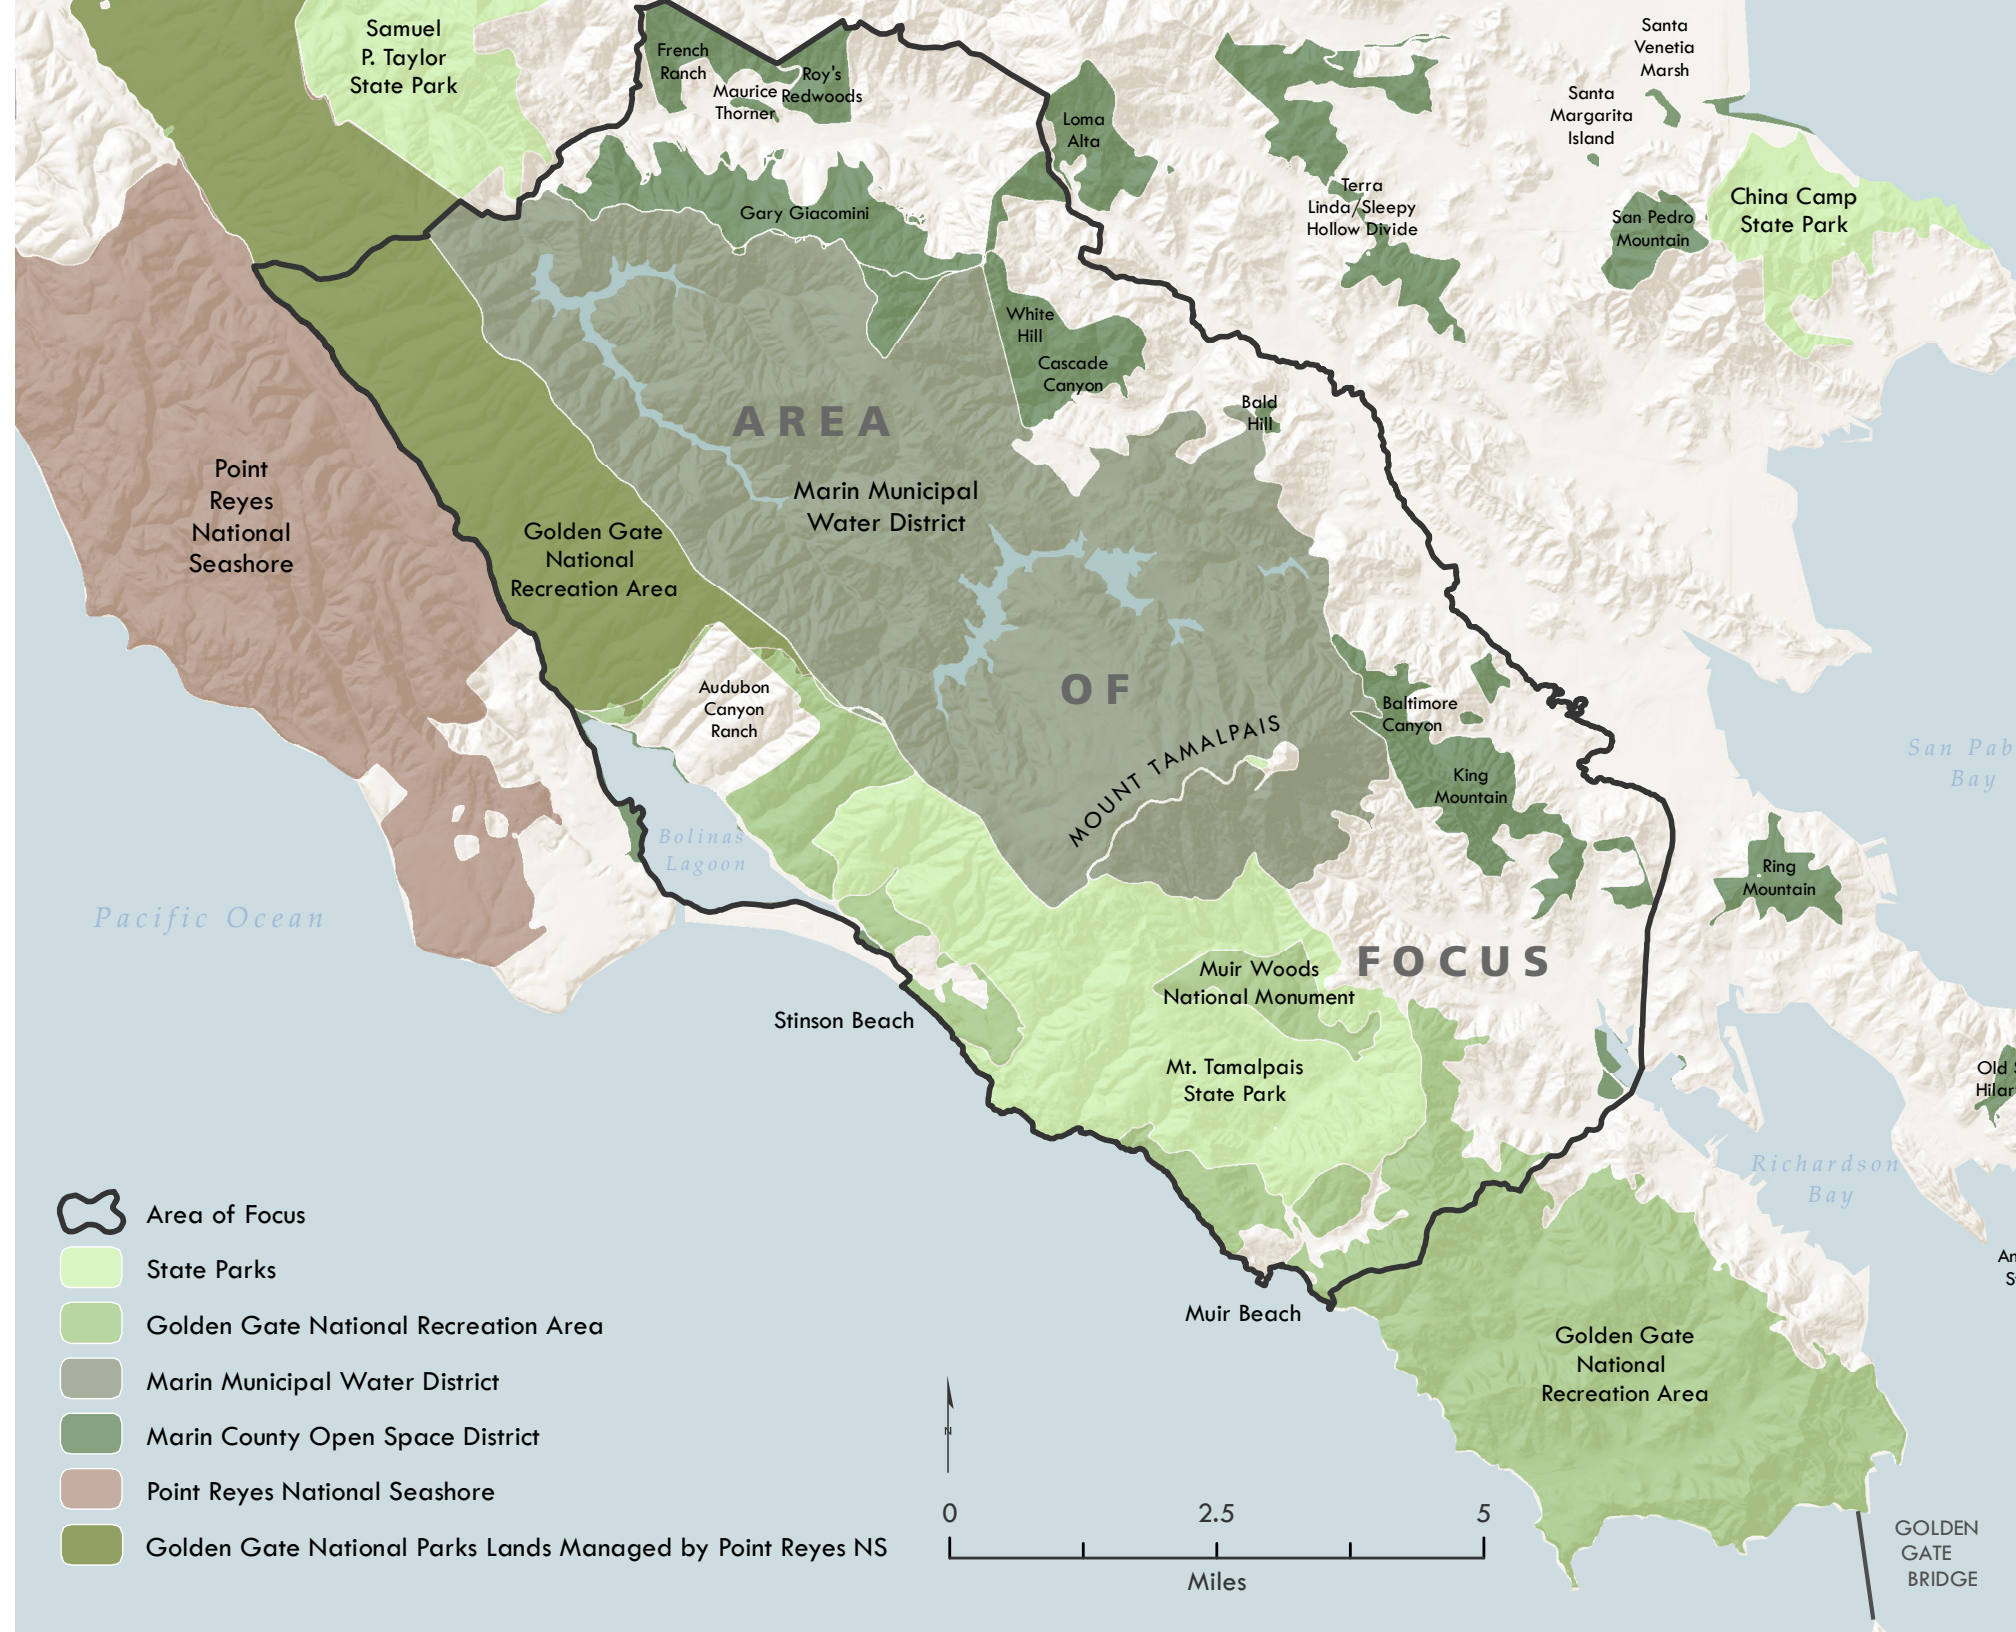 Samuel
P. Taylor
State Park
French
Ranch
Maurice
Thorner
Roy's
Redwoods
Loma
Alta
Santa
Venetia
Marsh
Santa
Margarita
Island
Terra
Linda/Sleepy
Hollow Divide
San Pedro
Mountain
China Camp
State Park
Gary Giacomini
White
Hill
Cascade
Canyon
Bald
Hill
AREA
Marin Municipal
Water District
Point
Reyes
National
Seashore
Golden Gate
National
Recreation Area
Audubon
Canyon
Ranch
OF
MOUNT TAMALPAIS
Baltimore
Canyon
King
Mountain
San Pab
Bay
Bolinas
Lagoon
Ring
Mountain
Pacific Ocean
FOCUS
Muir Woods
National Monument
Stinson Beach
Mt. Tamalpais
State Park
Old S
Hilar
Richardson
Bay
An
S
Muir Beach
Golden Gate
National
Recreation Area
Area of Focus
State Parks
Golden Gate National Recreation Area
Marin Municipal Water District
Marin County Open Space District
Point Reyes National Seashore
Golden Gate National Parks Lands Managed by Point Reyes NS
N
0 2.5 5
Miles
GOLDEN
GATE
BRIDGE